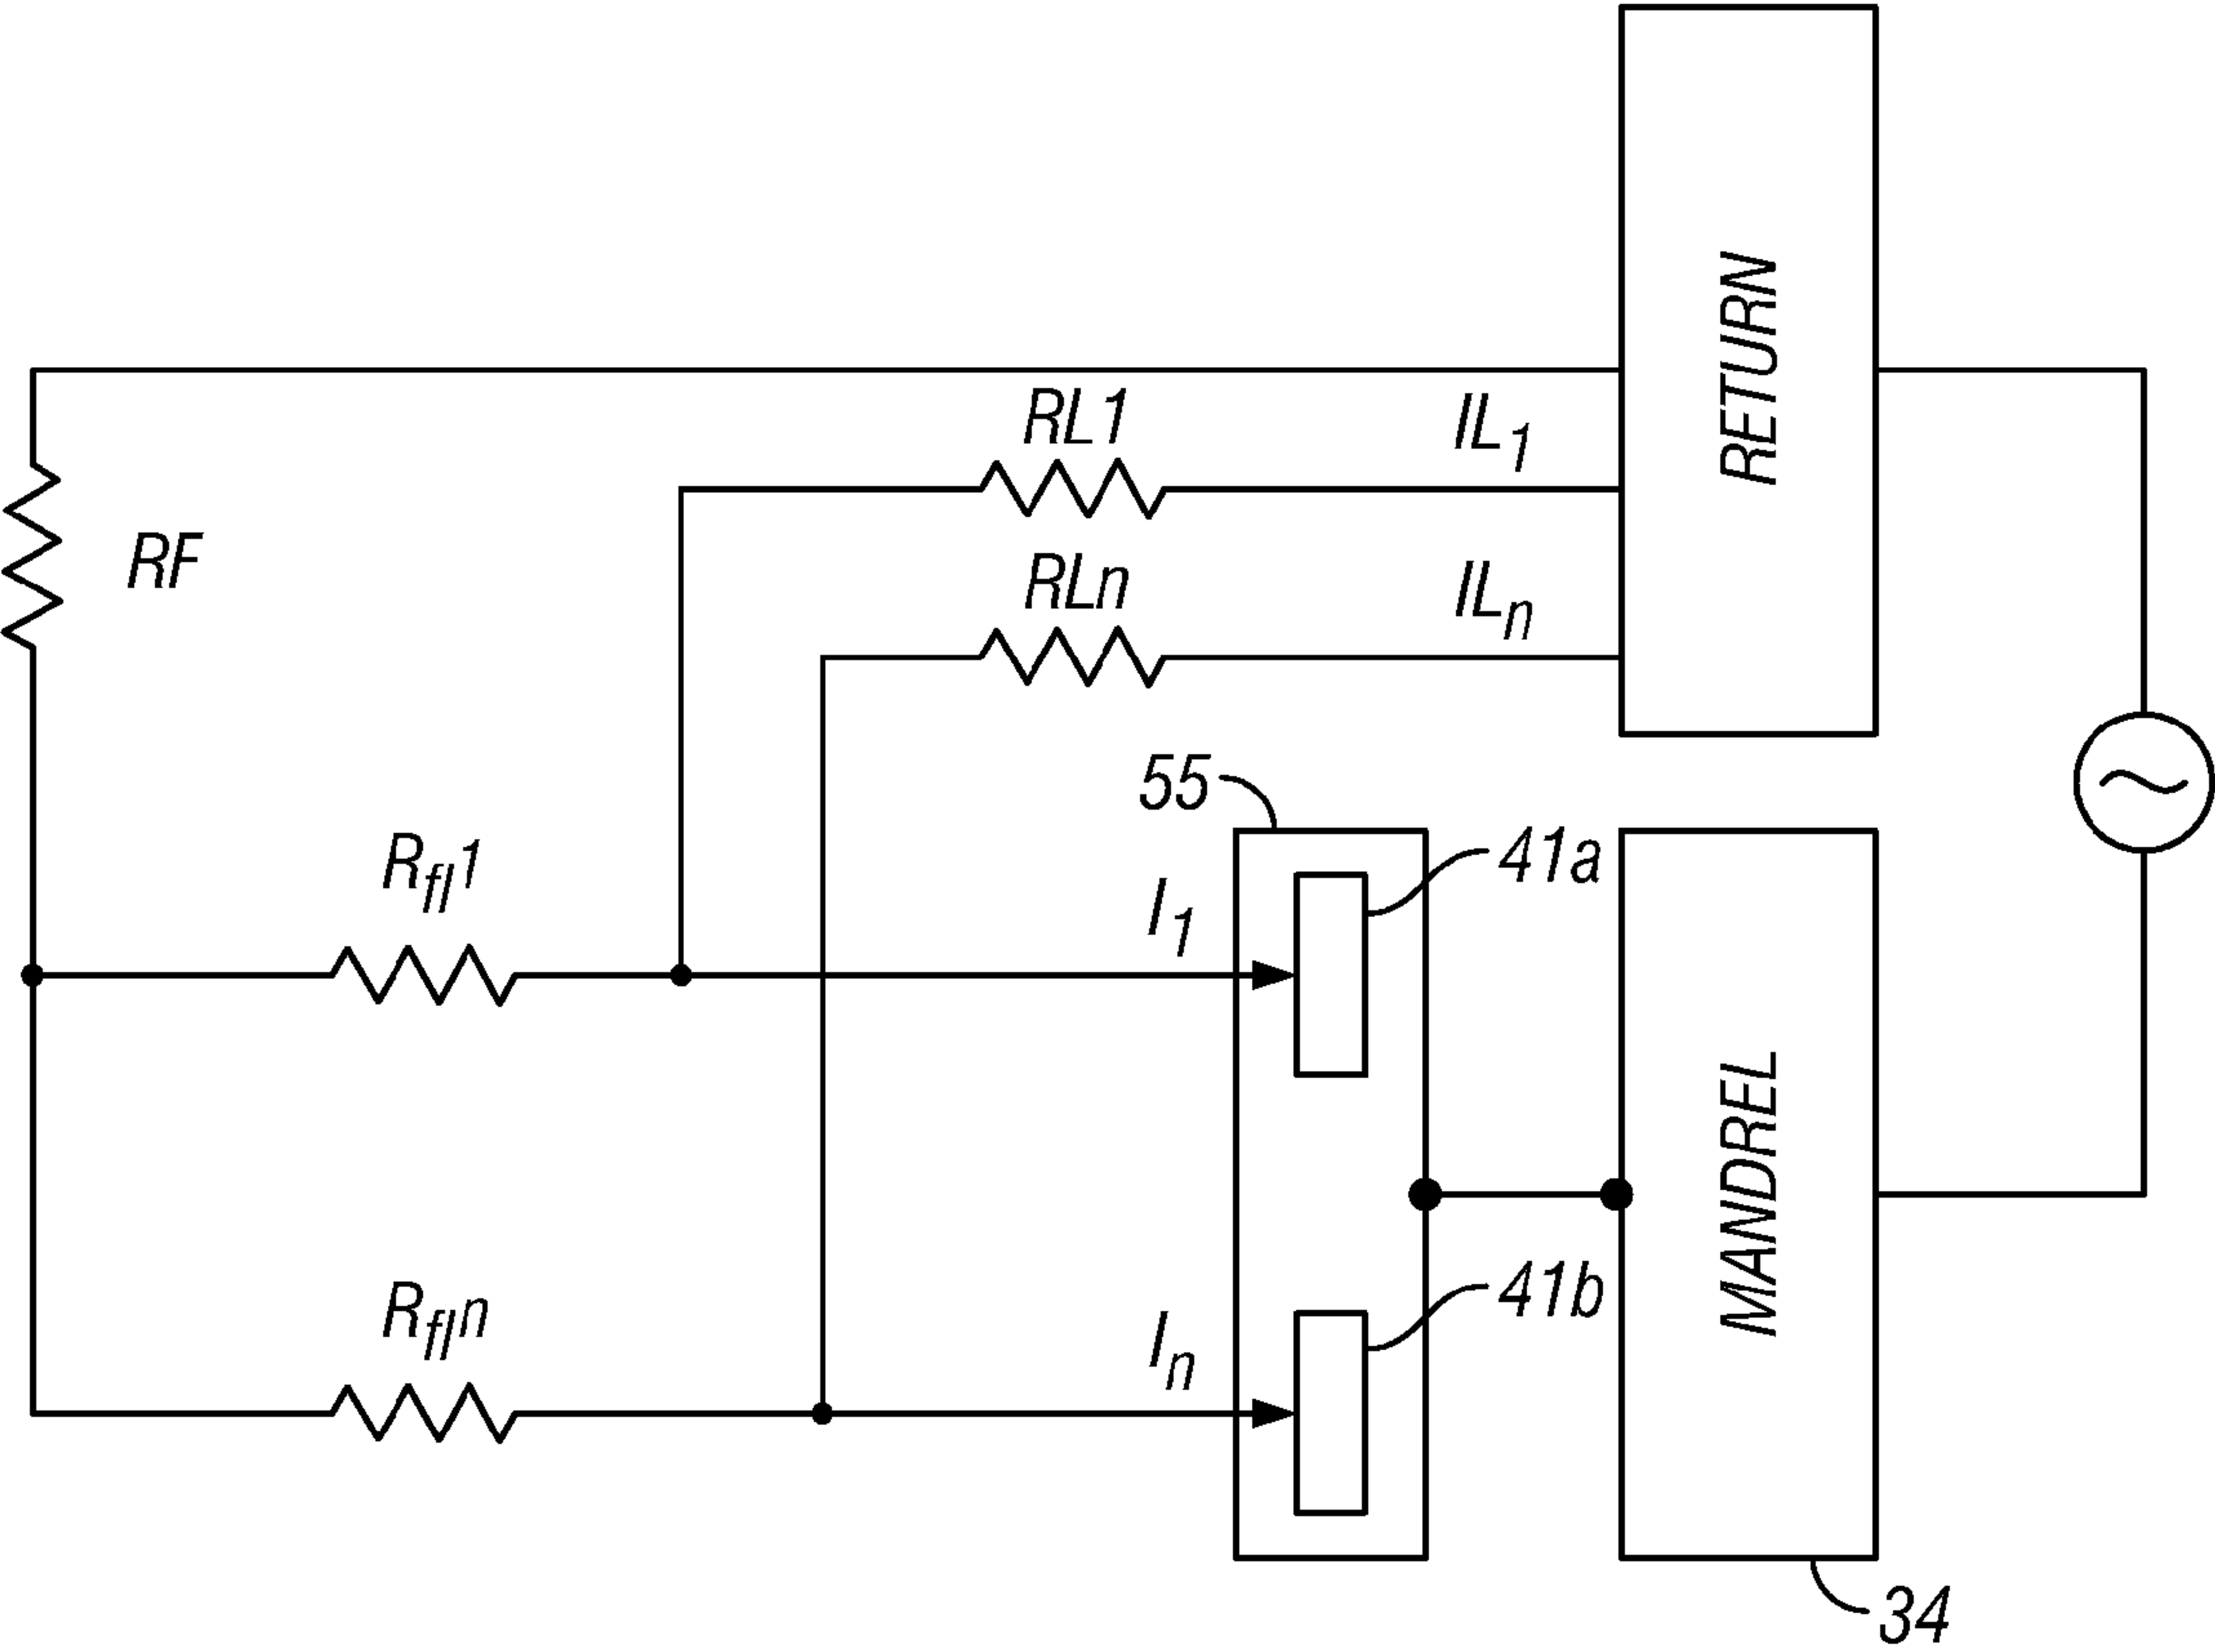 RETURN
RL1
IL1
RF
RLn
ILn
55
Rfl1
41a
I1
MANDREL
Rfln
41b
In
34